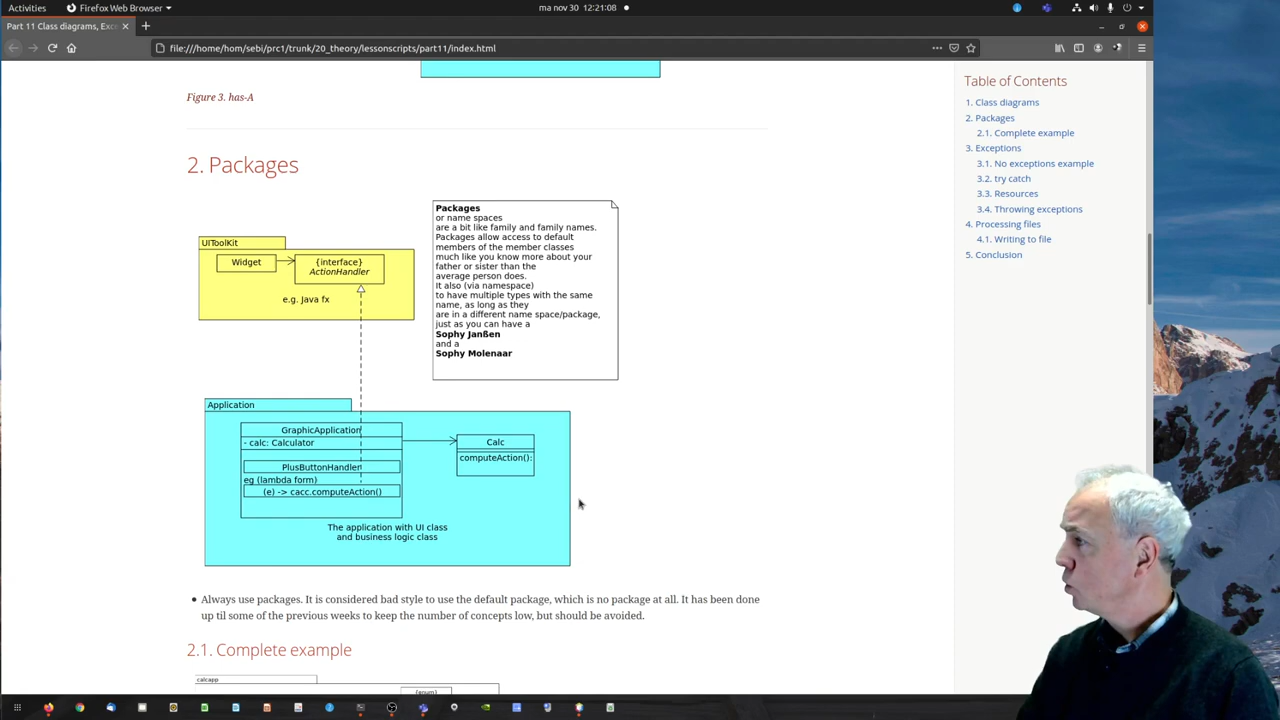 Activities
Firefox Web Browser
ma nov 30 12:21:08
Part 11 Class diagrams, Exc
file:///home/hom/sebi/prc1/trunk/20_theory/lessonscripts/part11/index.html
Figure 3. has-A
2. Packages
UIToolKit
Widget
{interface}
ActionHandler
e.g. Java fx
Packages
or name spaces
are a bit like family and family names.
Packages allow access to default
members of the member classes
much like you know more about your
father or sister than the
average person does.
It also (via namespace)
to have multiple types with the same
name, as long as they
are in a different name space/package,
just as you can have a
Sophy Janßen
and a
Sophy Molenaar
Application
GraphicApplication
- calc: Calculator
PlusButtonHandler
eg (lambda form)
(e) -> cacc.computeAction()
Calc
computeAction():
The application with UI class
and business logic class
• Always use packages. It is considered bad style to use the default package, which is no package at all. It has been done
up til some of the previous weeks to keep the number of concepts low, but should be avoided.
2.1. Complete example
calcapp
{enum}
Table of Contents
1. Class diagrams
2. Packages
2.1. Complete example
3. Exceptions
3.1. No exceptions example
3.2. try catch
3.3. Resources
3.4. Throwing exceptions
4. Processing files
4.1. Writing to file
5. Conclusion